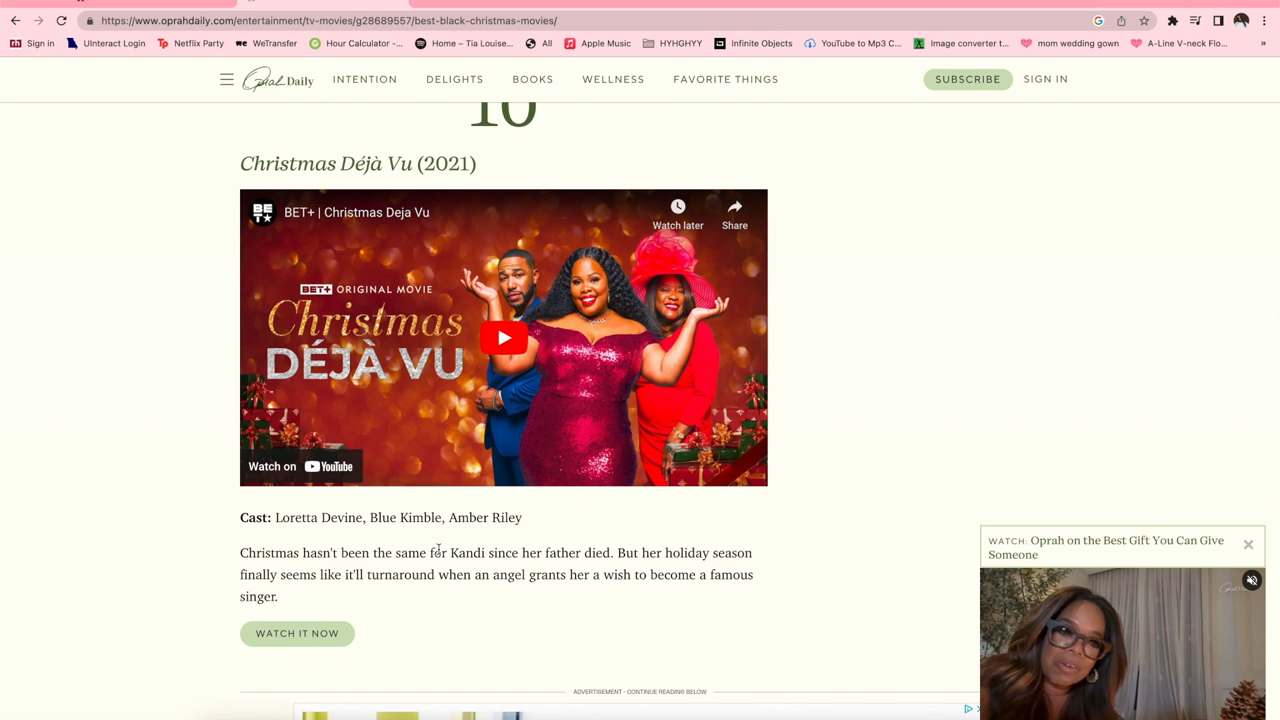 https://www.oprahdaily.com/entertainment/tv-movies/g28689557/best-black-christmas-movies/
Sign in UInteract Login Netflix Party WeTransfer Hour Calculator -... Home – Tia Louise... All Apple Music HYHGHYY Infinite Objects YouTube to Mp3 C... Image converter t... mom wedding gown A-Line V-neck Flo... »
Oprah Daily INTENTION DELIGHTS BOOKS WELLNESS FAVORITE THINGS SUBSCRIBE SIGN IN
10
Christmas Déjà Vu (2021)
BET+ | Christmas Deja Vu
Watch later Share
BET+ ORIGINAL MOVIE
Christmas
DÉJÀ VU
Watch on YouTube
Cast: Loretta Devine, Blue Kimble, Amber Riley
Christmas hasn't been the same for Kandi since her father died. But her holiday season
finally seems like it'll turnaround when an angel grants her a wish to become a famous
singer.
WATCH IT NOW
WATCH: Oprah on the Best Gift You Can Give
Someone
ADVERTISEMENT - CONTINUE READING BELOW